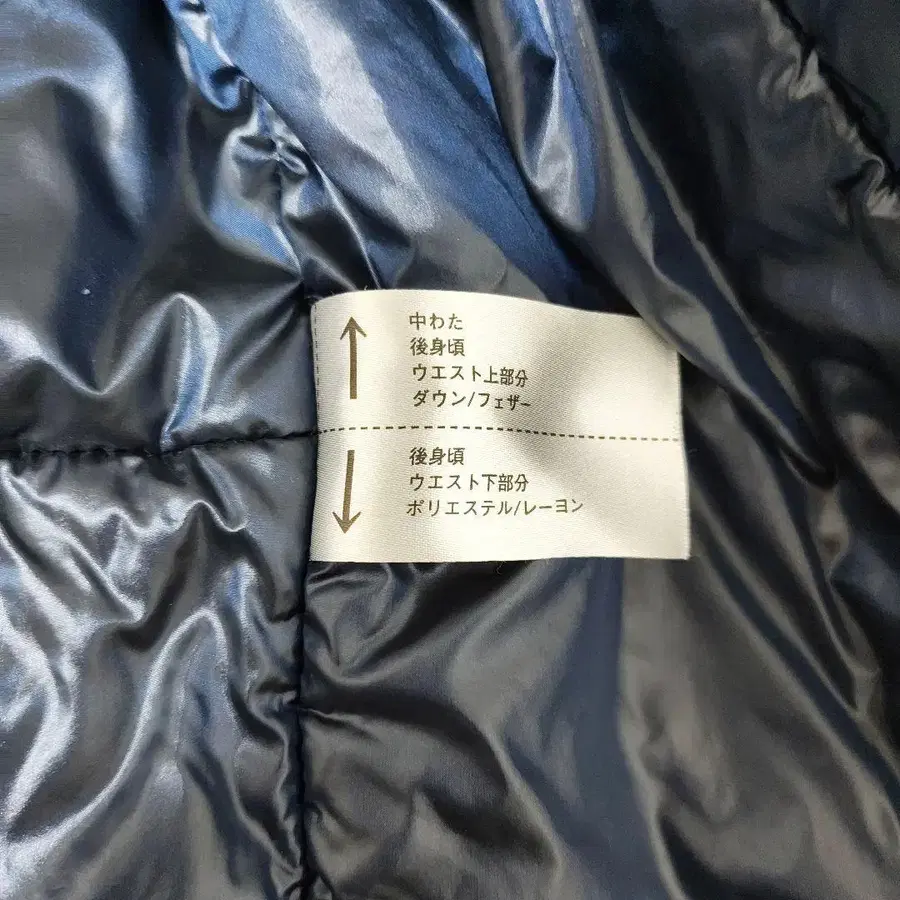 中わた
後身頃
ウエスト上部分
ダウン/フェザー
後身頃
ウエスト下部分
ポリエステル/レーヨン